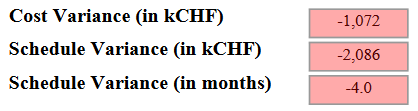 Cost Variance (in kCHF) -1,072
Schedule Variance (in kCHF) -2,086
Schedule Variance (in months) -4.0